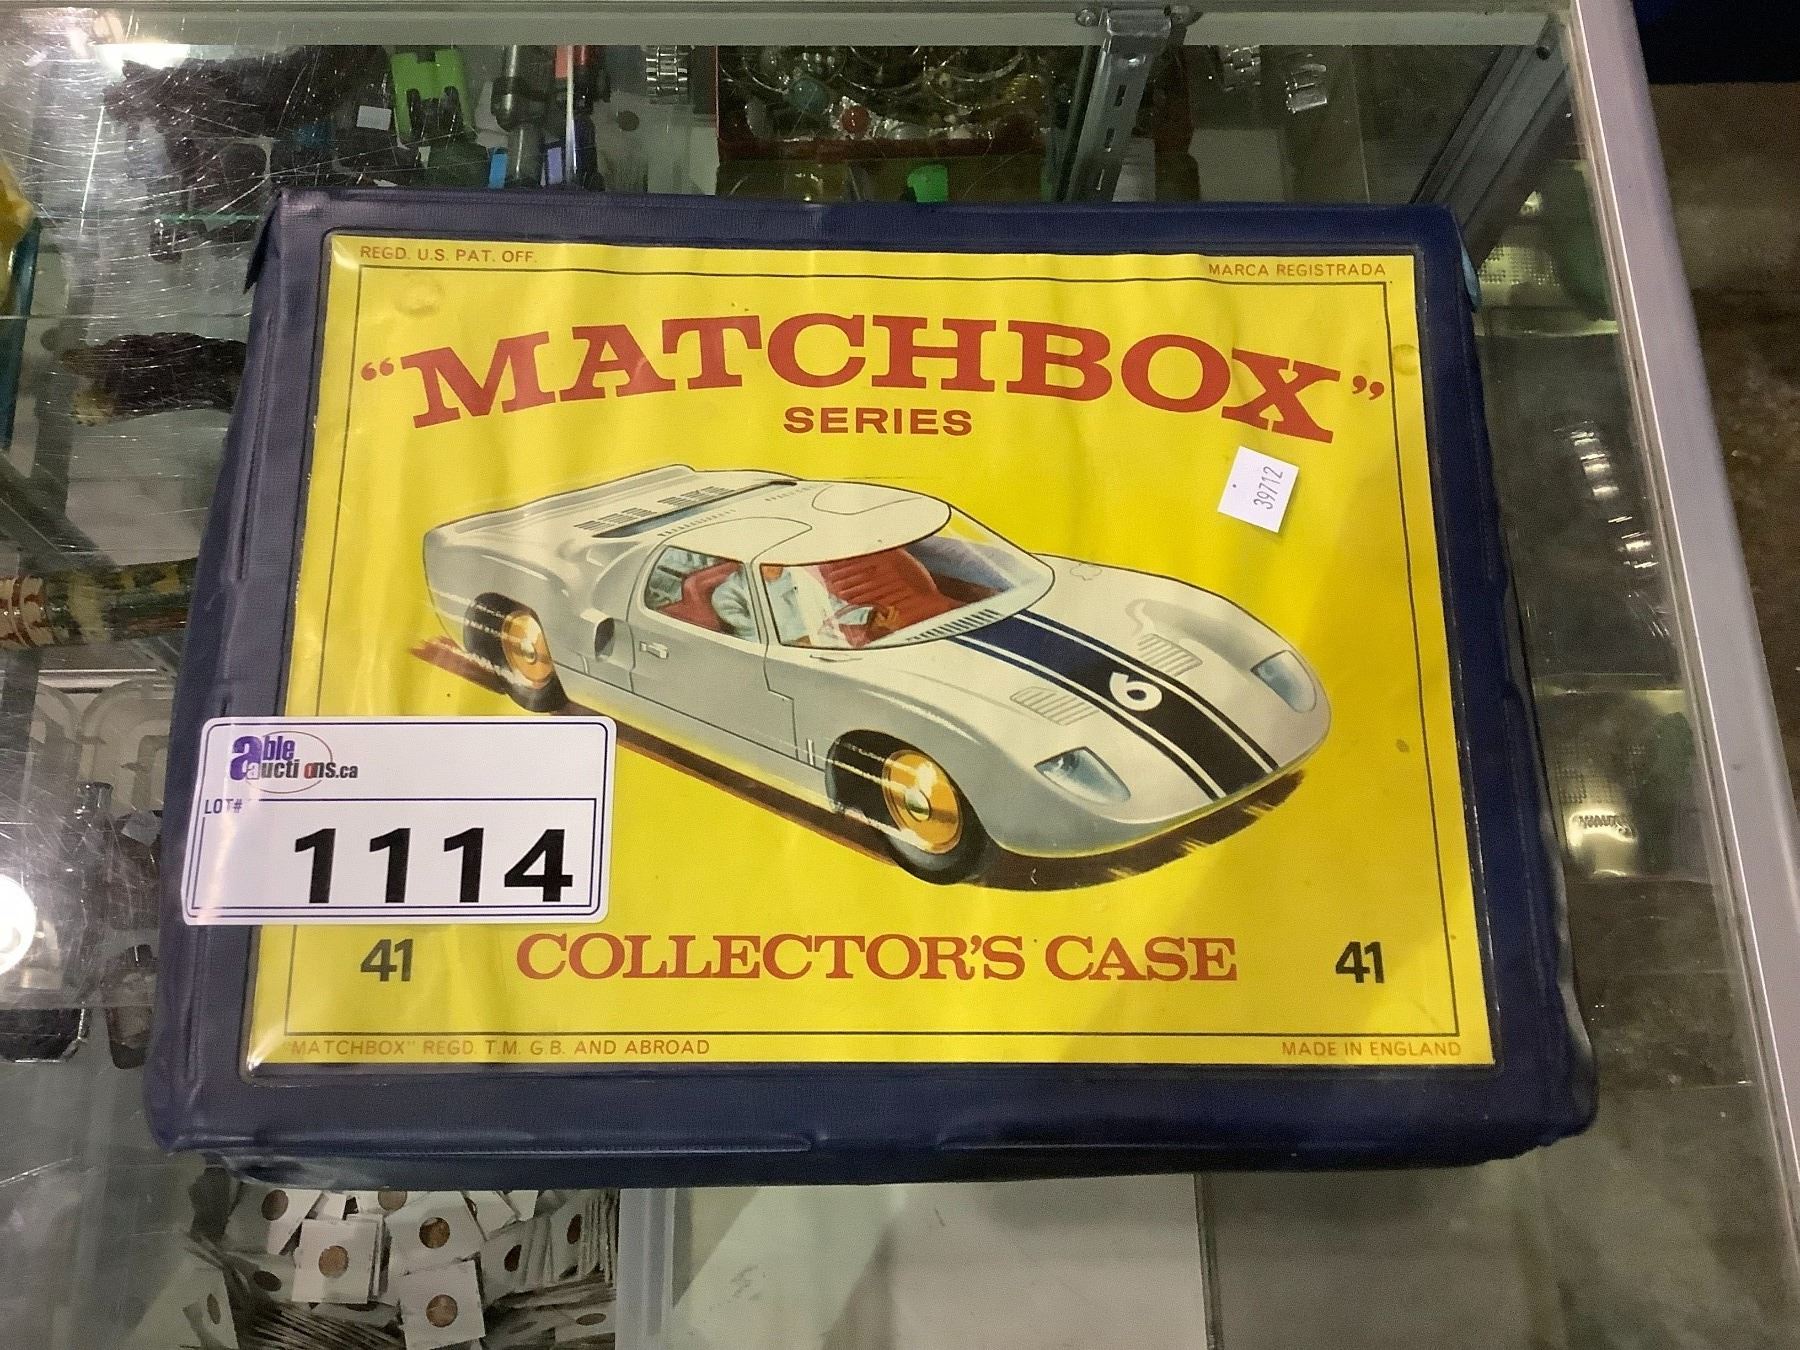 REGD. U.S. PAT. OFF.
MARCA REGISTRADA
“MATCHBOX”
SERIES
39712
6
able
auctions.ca
LOT#
1114
41
COLLECTOR'S CASE
41
"MATCHBOX" REGD. T.M. G.B. AND ABROAD
MADE IN ENGLAND